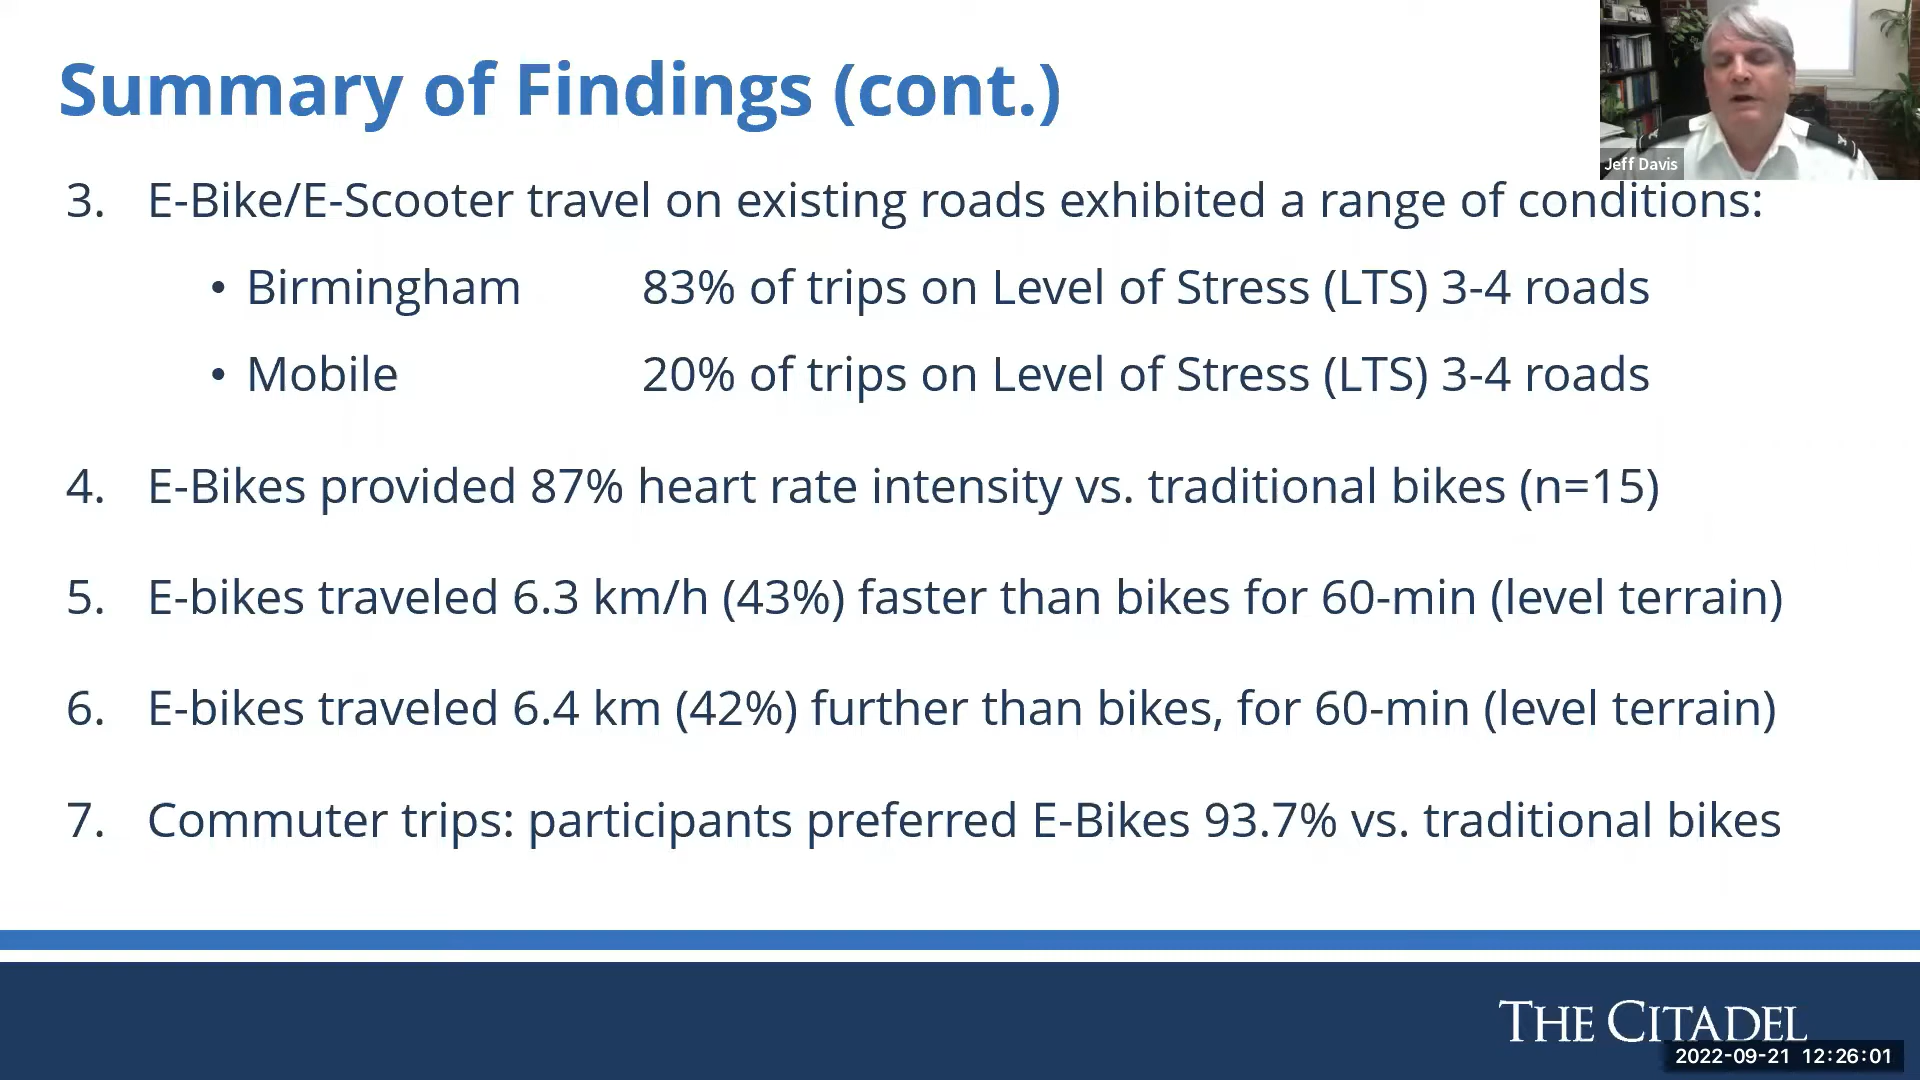 Summary of Findings (cont.)
Jeff Davis
3. E-Bike/E-Scooter travel on existing roads exhibited a range of conditions:
• Birmingham 83% of trips on Level of Stress (LTS) 3-4 roads
• Mobile 20% of trips on Level of Stress (LTS) 3-4 roads
4. E-Bikes provided 87% heart rate intensity vs. traditional bikes (n=15)
5. E-bikes traveled 6.3 km/h (43%) faster than bikes for 60-min (level terrain)
6. E-bikes traveled 6.4 km (42%) further than bikes, for 60-min (level terrain)
7. Commuter trips: participants preferred E-Bikes 93.7% vs. traditional bikes
THE CITADEL
2022-09-21 12:26:01